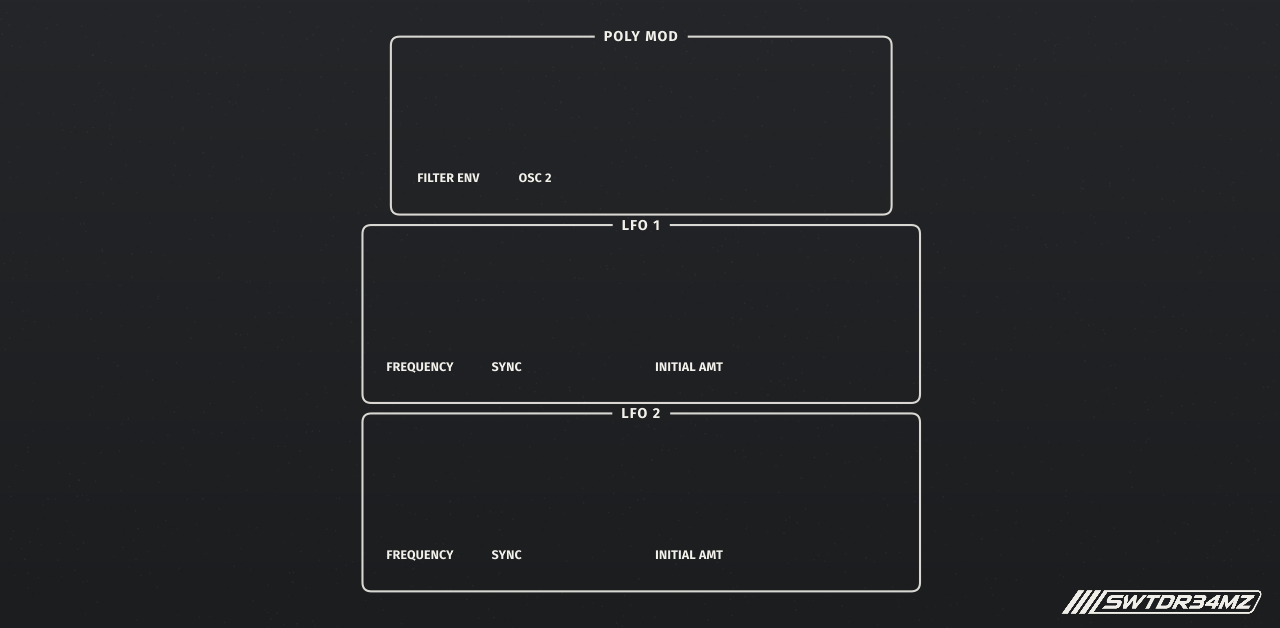 POLY MOD
FILTER ENV OSC 2
LFO 1
FREQUENCY SYNC INITIAL AMT
LFO 2
FREQUENCY SYNC INITIAL AMT
SWTDR34MZ